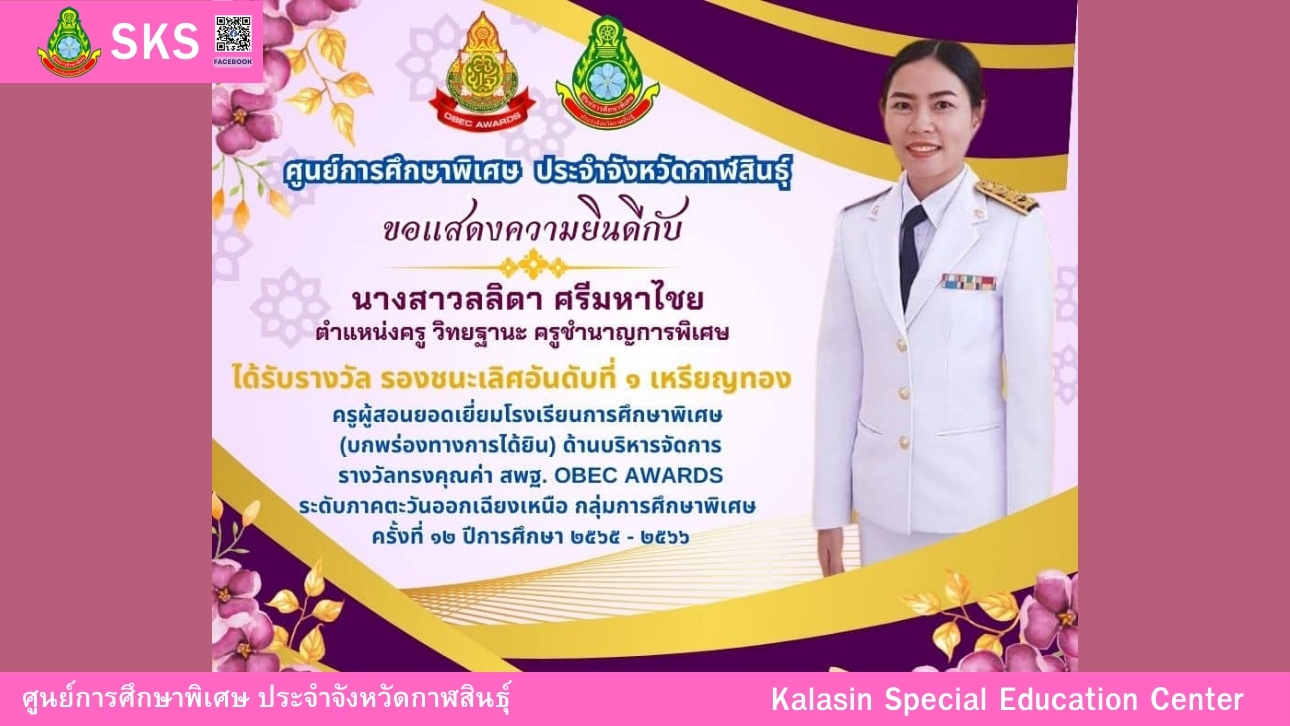 SKS
FACEBOOK
OBEC AWARDS
ศูนย์การศึกษาพิเศษ ประจำจังหวัดกาฬสินธุ์
ขอแสดงความยินดีกับ
นางสาวลลิดา ศรีมหาไชย
ตำแหน่งครู วิทยฐานะ ครูชำนาญการพิเศษ
ได้รับรางวัล รองชนะเลิศอันดับที่ ๑ เหรียญทอง
ครูผู้สอนยอดเยี่ยมโรงเรียนการศึกษาพิเศษ
(บกพร่องทางการได้ยิน) ด้านบริหารจัดการ
รางวัลทรงคุณค่า สพฐ. OBEC AWARDS
ระดับภาคตะวันออกเฉียงเหนือ กลุ่มการศึกษาพิเศษ
ครั้งที่ ๑๒ ปีการศึกษา ๒๕๖๕ - ๒๕๖๖
ศูนย์การศึกษาพิเศษ ประจำจังหวัดกาฬสินธุ์
Kalasin Special Education Center